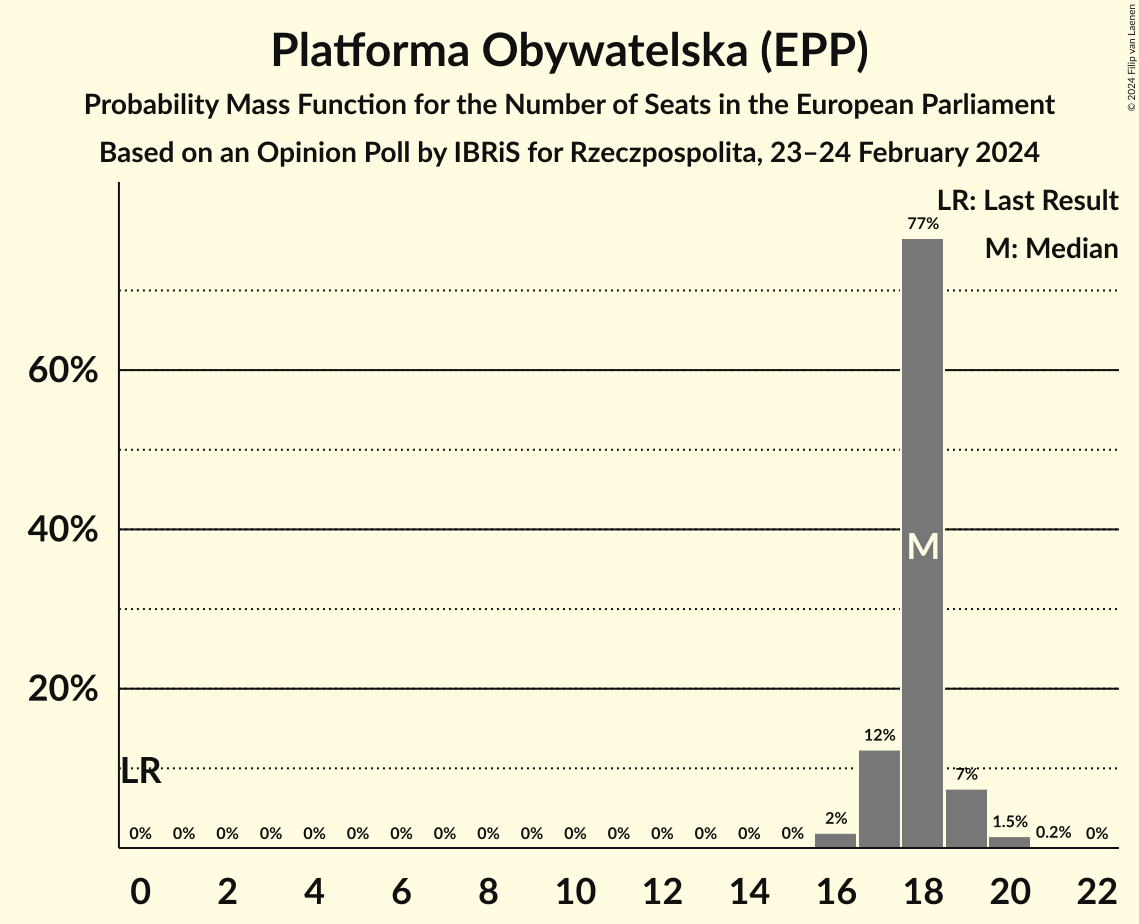 Platforma Obywatelska (EPP)
Probability Mass Function for the Number of Seats in the European Parliament
Based on an Opinion Poll by IBRiS for Rzeczpospolita, 23–24 February 2024
© 2024 Filip van Laenen
LR: Last Result
M: Median
77%
60%
40%
M
20%
12%
LR
7%
0% 0% 0% 0% 0% 0% 0% 0% 0% 0% 0% 0% 0% 0% 0% 0% 2% 1.5% 0.2% 0%
0 2 4 6 8 10 12 14 16 18 20 22